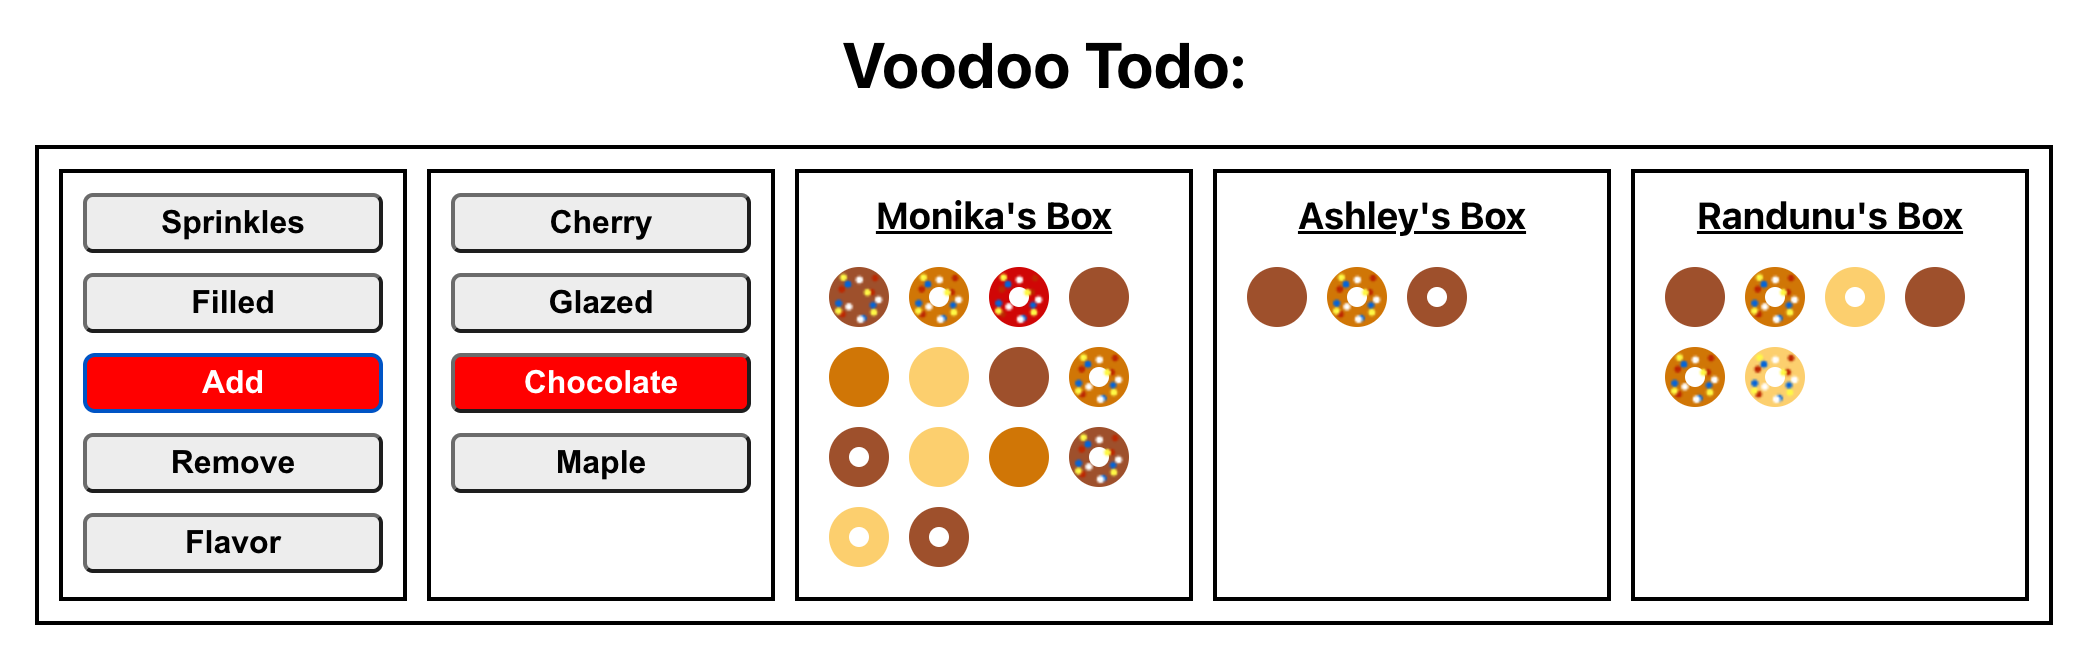 Voodoo Todo:
Sprinkles
Filled
Add
Remove
Flavor
Cherry
Glazed
Chocolate
Maple
Monika's Box
Ashley's Box
Randunu's Box